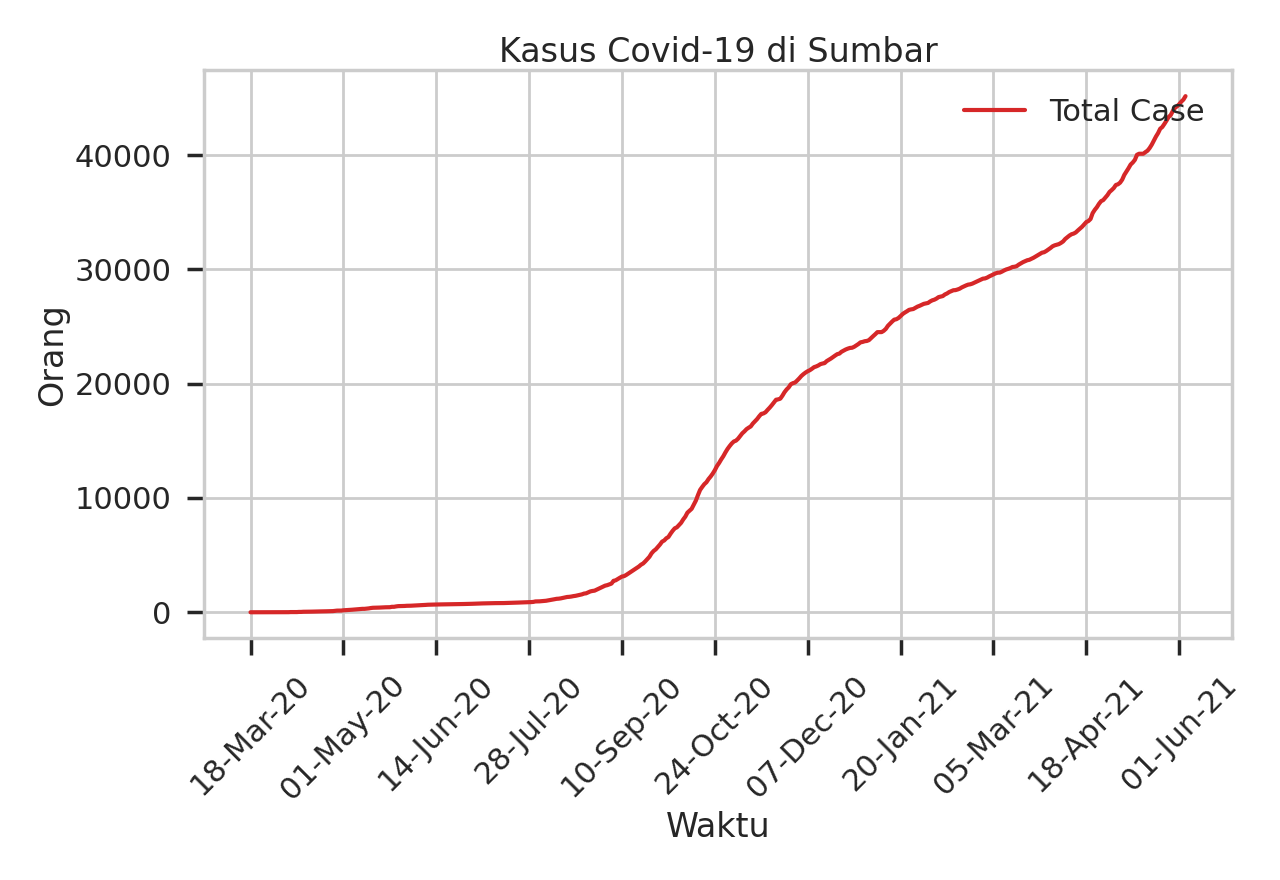 Kasus Covid-19 di Sumbar
Total Case
Orang
40000
30000
20000
10000
0
18-Mar-20
01-May-20
14-Jun-20
28-Jul-20
10-Sep-20
24-Oct-20
07-Dec-20
20-Jan-21
05-Mar-21
18-Apr-21
01-Jun-21
Waktu